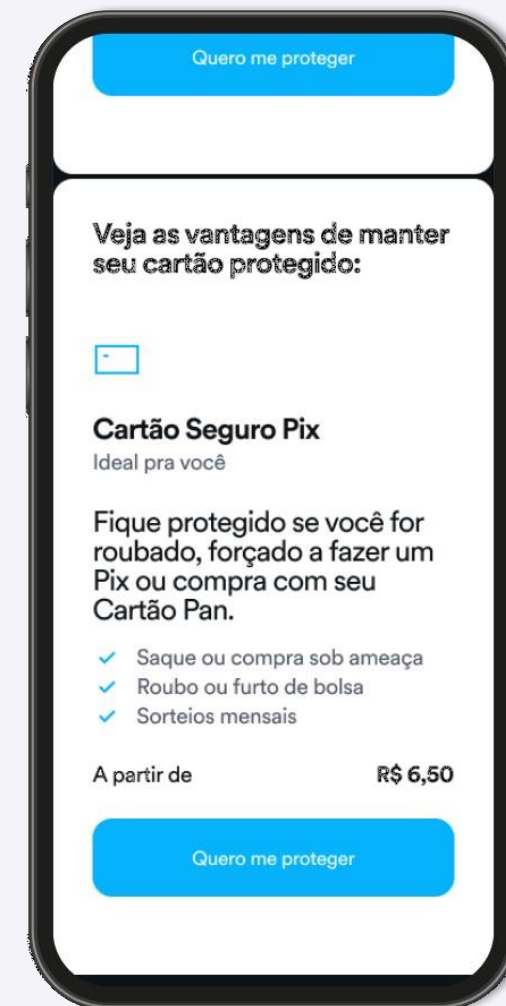 Quero me proteger
Veja as vantagens de manter
seu cartão protegido:
Cartão Seguro Pix
Ideal pra você
Fique protegido se você for
roubado, forçado a fazer um
Pix ou compra com seu
Cartão Pan.
Saque ou compra sob ameaça
Roubo ou furto de bolsa
Sorteios mensais
A partir de R$ 6,50
Quero me proteger